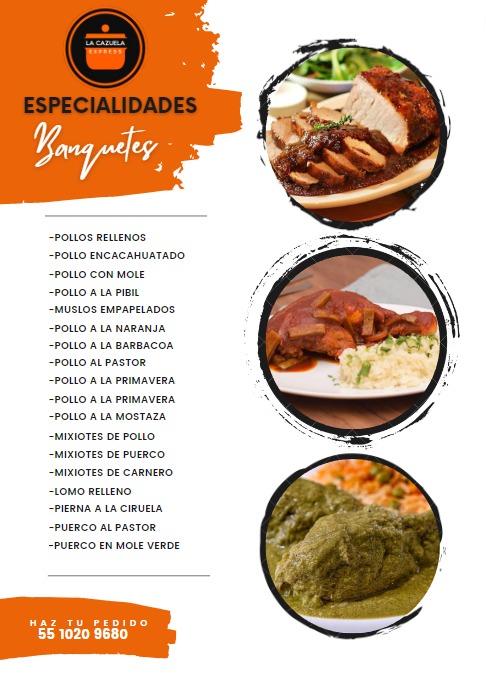 LA CAZUELA
EXPRESS
ESPECIALIDADES
Banquetes
-POLLOS RELLENOS
-POLLO ENCACAHUATADO
-POLLO CON MOLE
-POLLO A LA PIBIL
-MUSLOS EMPAPELADOS
-POLLO A LA NARANJA
-POLLO A LA BARBACOA
-POLLO AL PASTOR
-POLLO A LA PRIMAVERA
-POLLO A LA PRIMAVERA
-POLLO A LA MOSTAZA
-MIXIOTES DE POLLO
-MIXIOTES DE PUERCO
-MIXIOTES DE CARNERO
-LOMO RELLENO
-PIERNA A LA CIRUELA
-PUERCO AL PASTOR
-PUERCO EN MOLE VERDE
HAZ TU PEDIDO
55 1020 9680